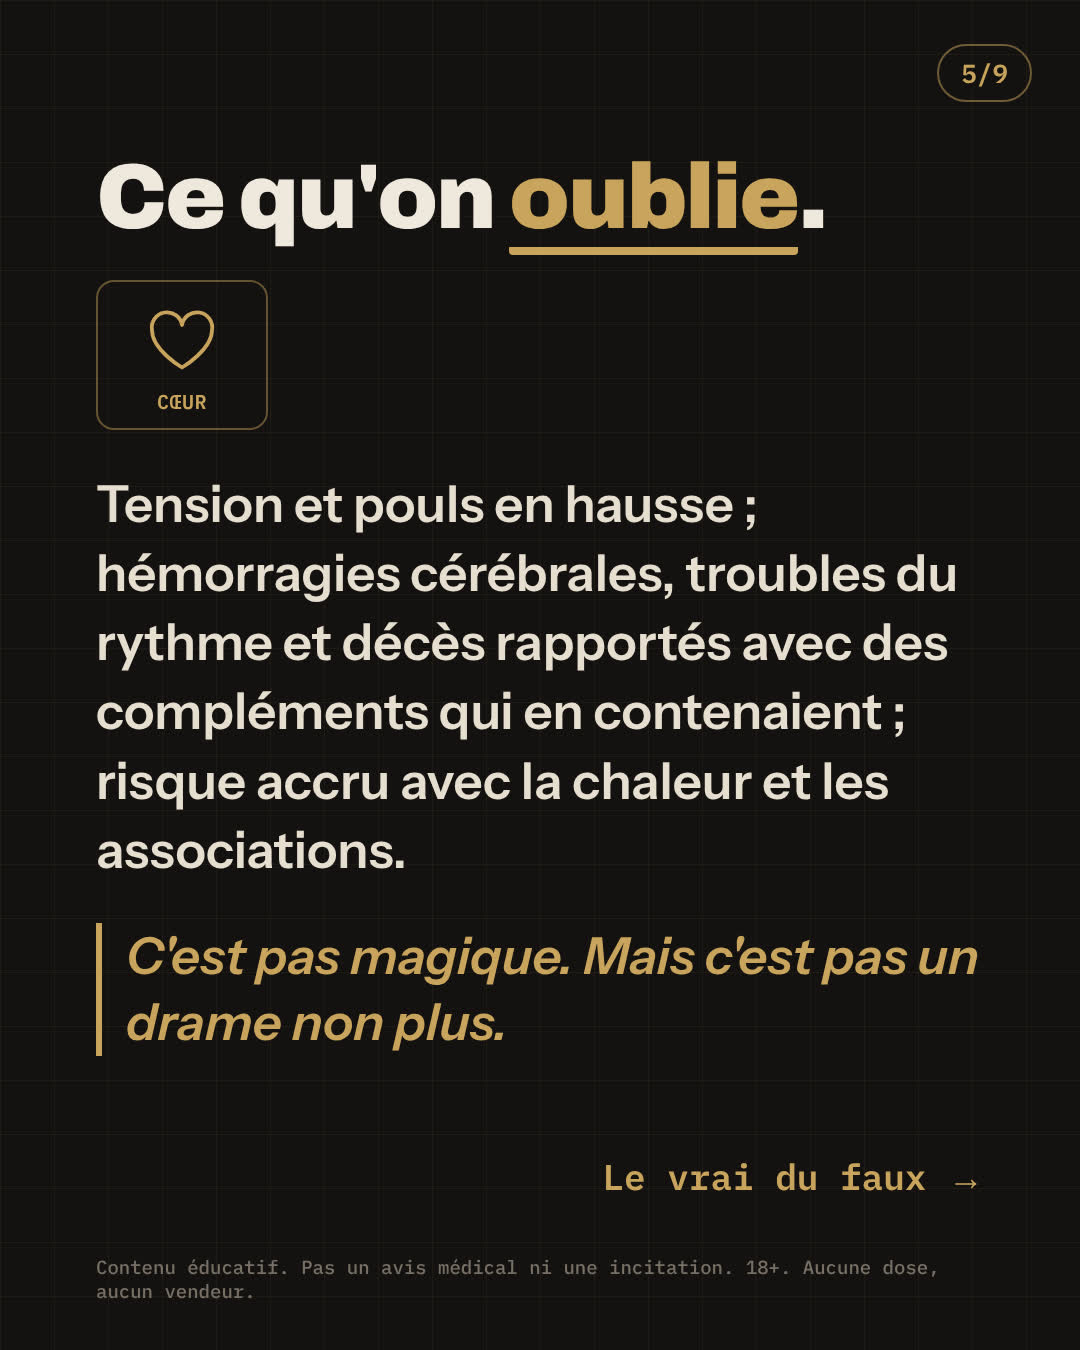 5/9
Ce qu'on oublie.
CŒUR
Tension et pouls en hausse ;
hémorragies cérébrales, troubles du
rythme et décès rapportés avec des
compléments qui en contenaient ;
risque accru avec la chaleur et les
associations.
C'est pas magique. Mais c'est pas un
drame non plus.
Le vrai du faux →
Contenu éducatif. Pas un avis médical ni une incitation. 18+. Aucune dose,
aucun vendeur.